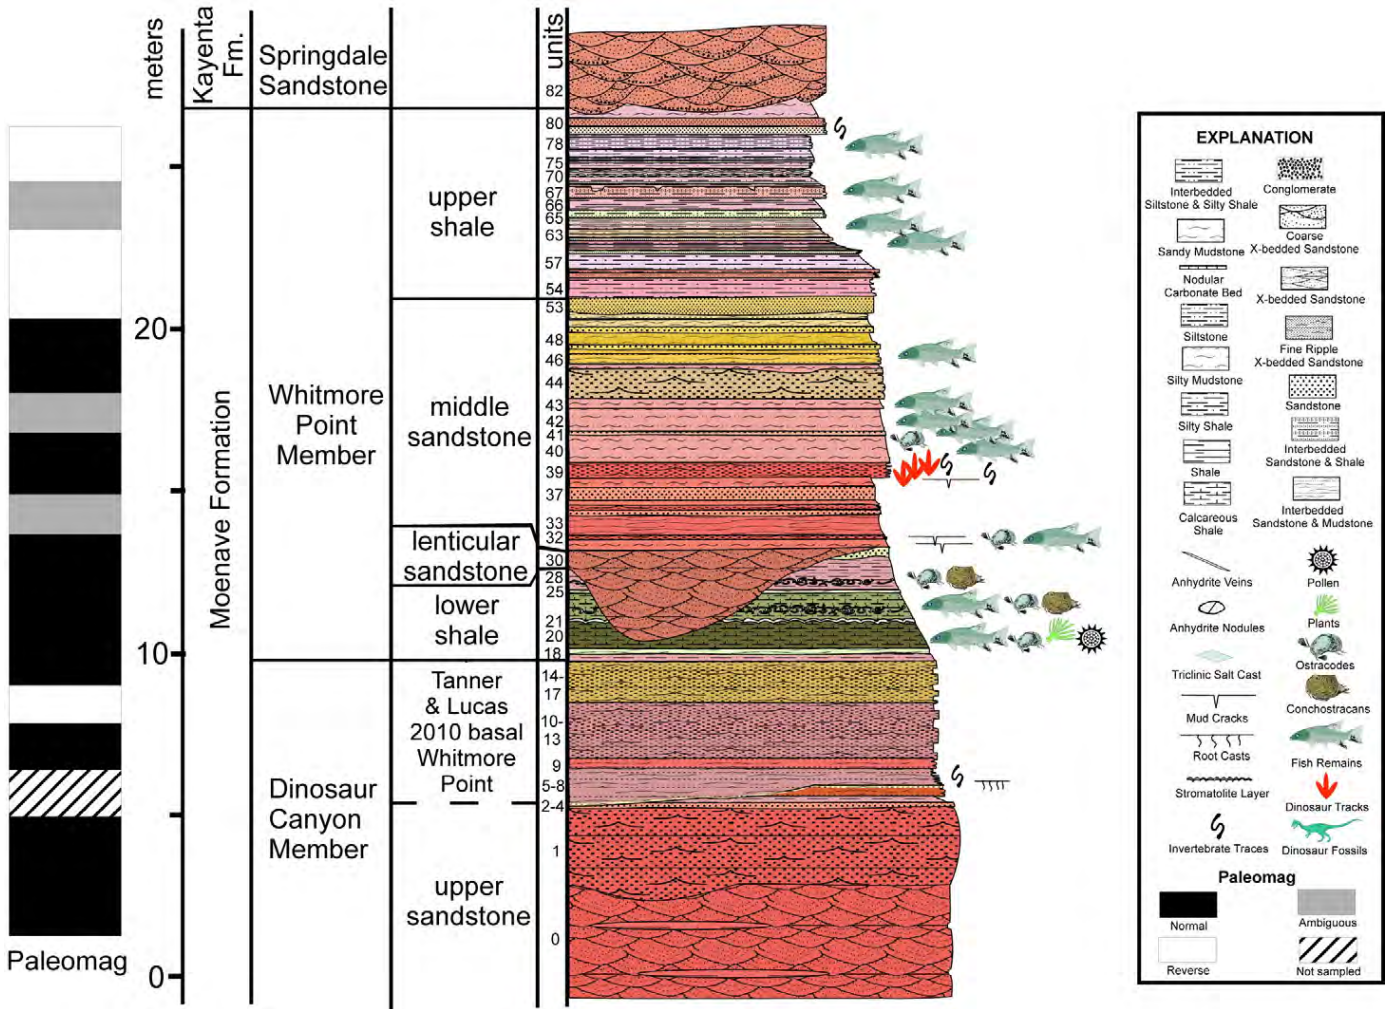 meters
Kayenta
Fm.
Springdale
Sandstone
units
82
80
78
75
70
67
66
65
63
57
54
53
48
46
44
43
42
41
40
39
37
33
32
30
28
25
21
20
18
14-
17
10-
13
9
5-8
2-4
1
0
20
10
0
Moenave Formation
Whitmore
Point
Member
Dinosaur
Canyon
Member
upper
shale
middle
sandstone
lenticular
sandstone
lower
shale
Tanner
& Lucas
2010 basal
Whitmore
Point
upper
sandstone
Paleomag
EXPLANATION
Interbedded
Siltstone & Silty Shale
Sandy Mudstone
Nodular
Carbonate Bed
Siltstone
Silty Mudstone
Silty Shale
Shale
Calcareous
Shale
Anhydrite Veins
Anhydrite Nodules
Triclinic Salt Cast
Mud Cracks
Root Casts
Stromatolite Layer
Invertebrate Traces
Conglomerate
Coarse
X-bedded Sandstone
X-bedded Sandstone
Fine Ripple
X-bedded Sandstone
Sandstone
Interbedded
Sandstone & Shale
Interbedded
Sandstone & Mudstone
Pollen
Plants
Ostracodes
Conchostracans
Fish Remains
Dinosaur Tracks
Dinosaur Fossils
Paleomag
Normal
Ambiguous
Reverse
Not sampled